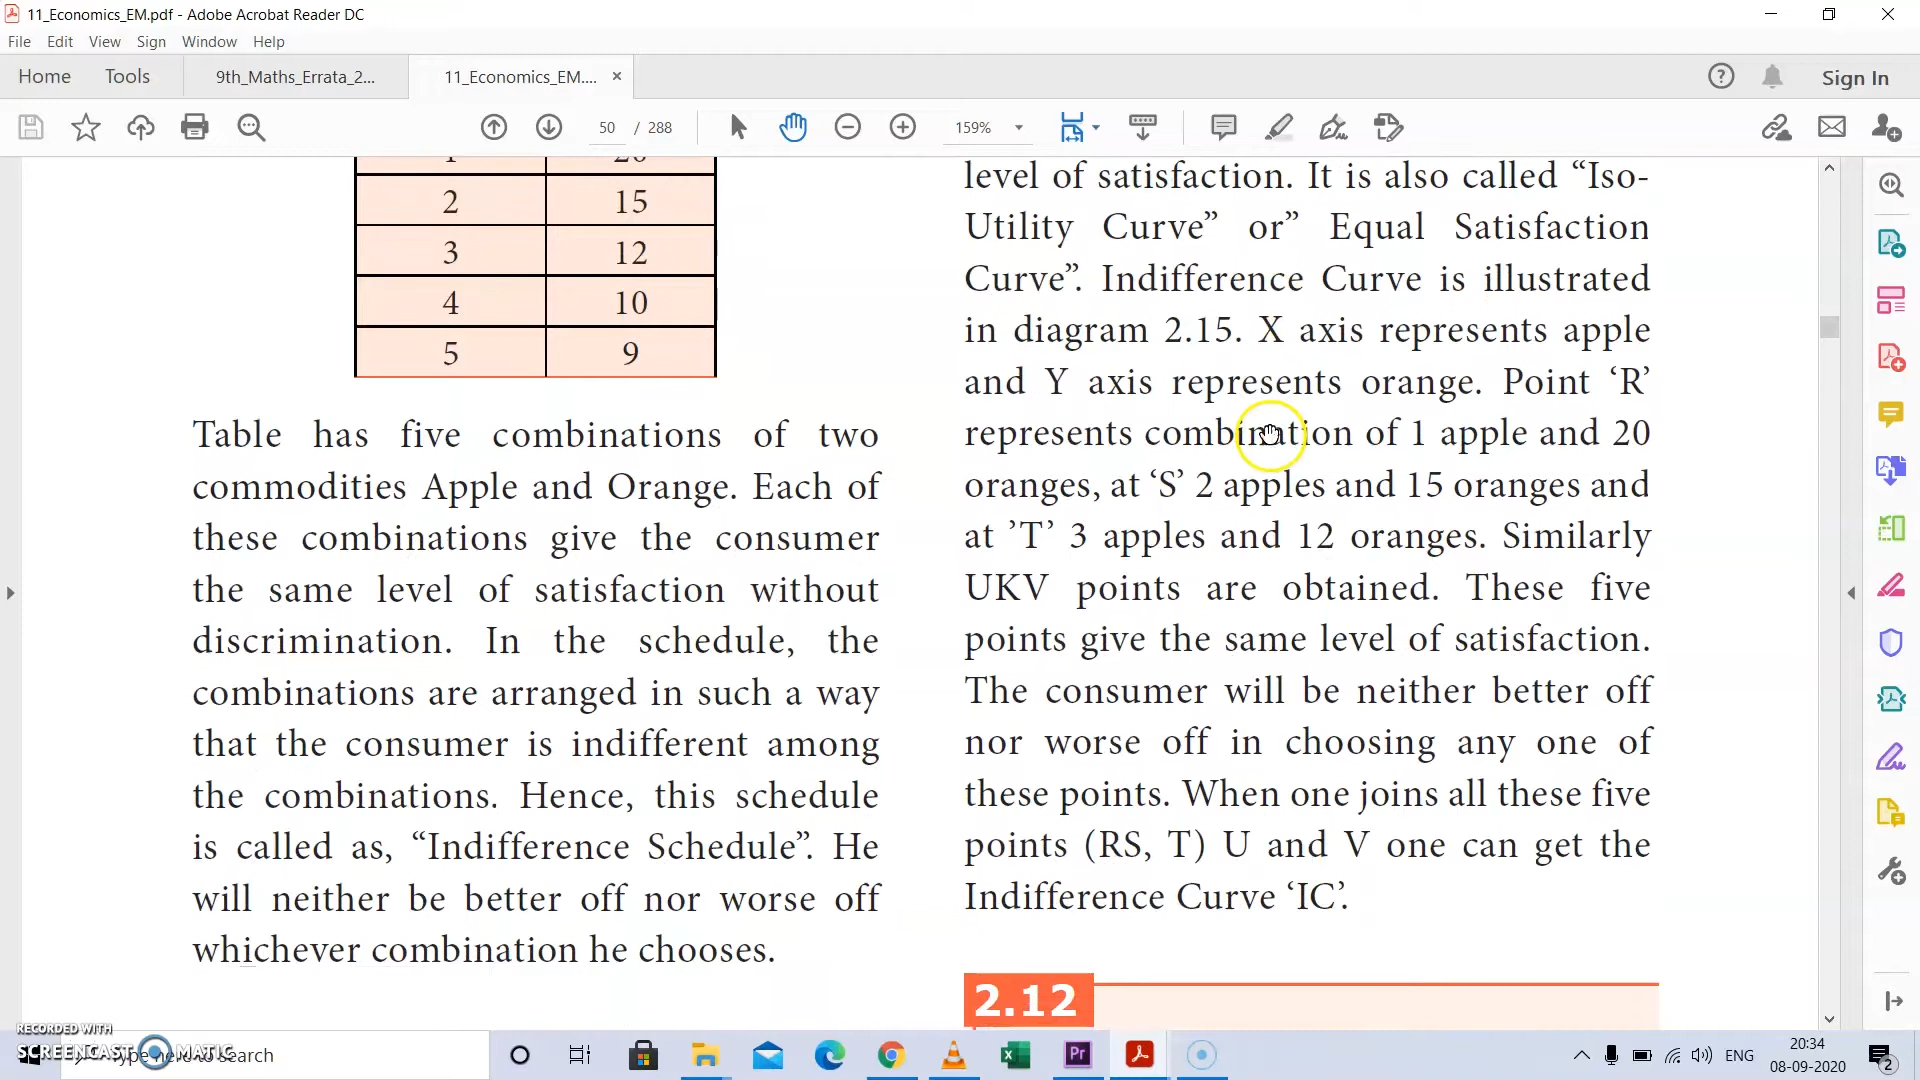 11_Economics_EM.pdf - Adobe Acrobat Reader DC
File Edit View Sign Window Help
Home Tools 9th_Maths_Errata_2... 11_Economics_EM.... × Sign In
50 / 288 159%
1 20
2 15
3 12
4 10
5 9
Table has five combinations of two
commodities Apple and Orange. Each of
these combinations give the consumer
the same level of satisfaction without
discrimination. In the schedule, the
combinations are arranged in such a way
that the consumer is indifferent among
the combinations. Hence, this schedule
is called as, “Indifference Schedule”. He
will neither be better off nor worse off
whichever combination he chooses.
level of satisfaction. It is also called “Iso-
Utility Curve” or” Equal Satisfaction
Curve”. Indifference Curve is illustrated
in diagram 2.15. X axis represents apple
and Y axis represents orange. Point ‘R’
represents combination of 1 apple and 20
oranges, at ‘S’ 2 apples and 15 oranges and
at ’T’ 3 apples and 12 oranges. Similarly
UKV points are obtained. These five
points give the same level of satisfaction.
The consumer will be neither better off
nor worse off in choosing any one of
these points. When one joins all these five
points (RS, T) U and V one can get the
Indifference Curve ‘IC’.
2.12
RECORDED WITH
SCREENCAST MATIC
Type here to search
ENG
20:34
08-09-2020
2